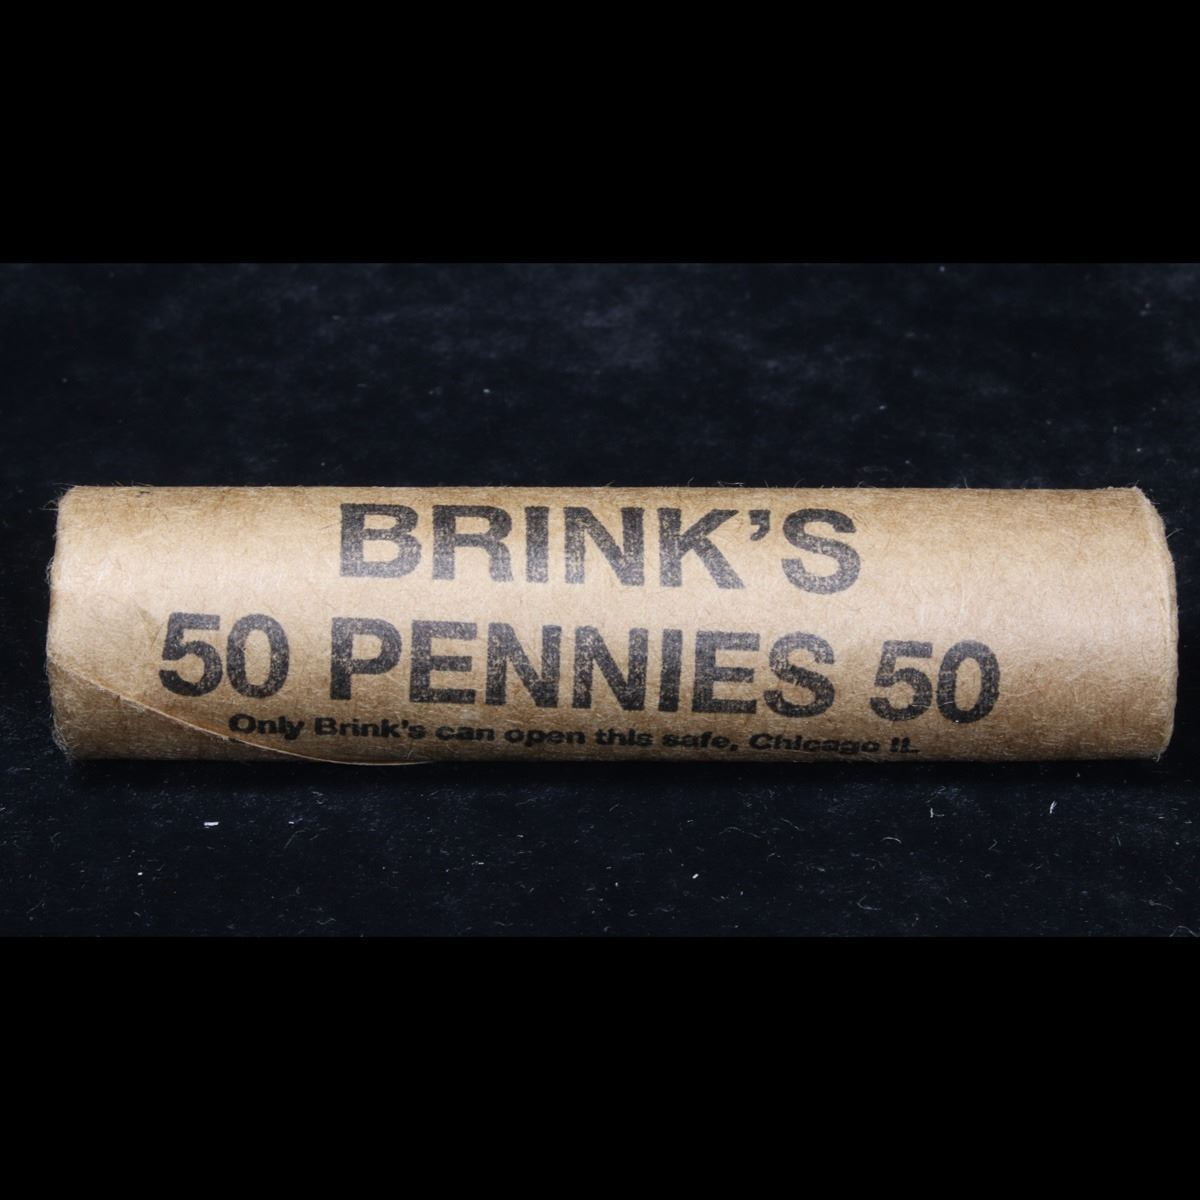 BRINK'S
50 PENNIES 50
Only Brink's can open this safe, Chicago IL